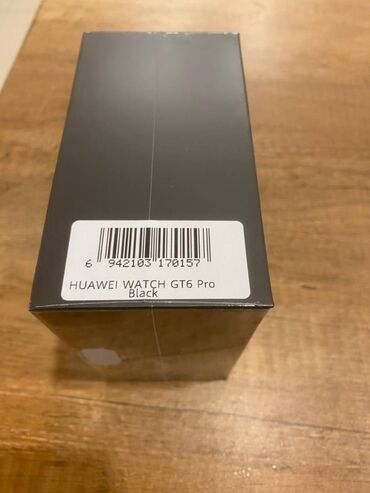 6 942103 170157
HUAWEI WATCH GT6 Pro
Black